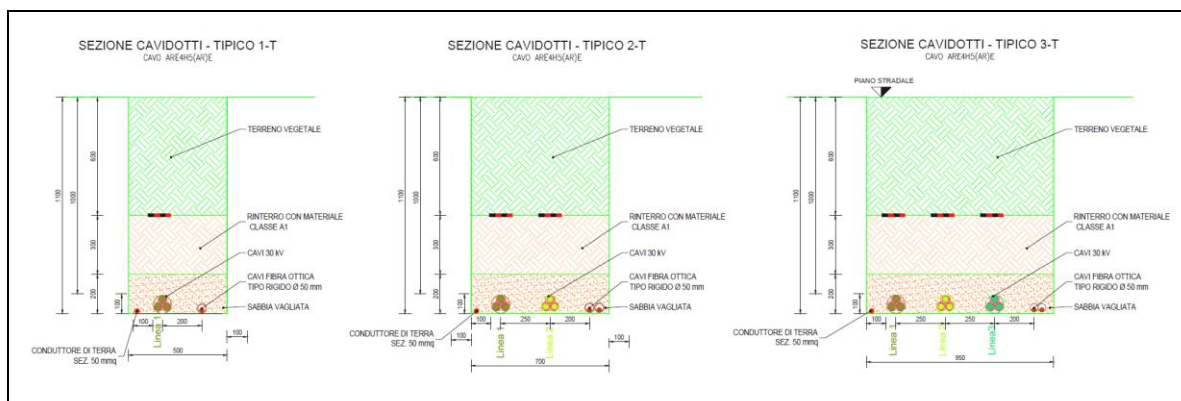 SEZIONE CAVIDOTTI - TIPICO 1-T
CAVO ARE4H5(AR)E
1100
1000
600
300
200
100
TERRENO VEGETALE
RINTERRO CON MATERIALE
CLASSE A1
CAVI 30 kV
CAVI FIBRA OTTICA
TIPO RIGIDO Ø 50 mm
SABBIA VAGLIATA
100
200
100
Linea 1
CONDUTTORE DI TERRA
SEZ. 50 mmq
500
SEZIONE CAVIDOTTI - TIPICO 2-T
CAVO ARE4H5(AR)E
1100
1000
600
300
200
100
TERRENO VEGETALE
RINTERRO CON MATERIALE
CLASSE A1
CAVI 30 kV
CAVI FIBRA OTTICA
TIPO RIGIDO Ø 50 mm
SABBIA VAGLIATA
100
250
200
100
100
Linea 1
Linea 2
CONDUTTORE DI TERRA
SEZ. 50 mmq
700
SEZIONE CAVIDOTTI - TIPICO 3-T
CAVO ARE4H5(AR)E
PIANO STRADALE
1100
1000
600
300
200
100
TERRENO VEGETALE
RINTERRO CON MATERIALE
CLASSE A1
CAVI 30 kV
CAVI FIBRA OTTICA
TIPO RIGIDO Ø 50 mm
SABBIA VAGLIATA
100
250
250
200
Linea 1
Linea 2
Linea3
CONDUTTORE DI TERRA
SEZ. 50 mmq
950